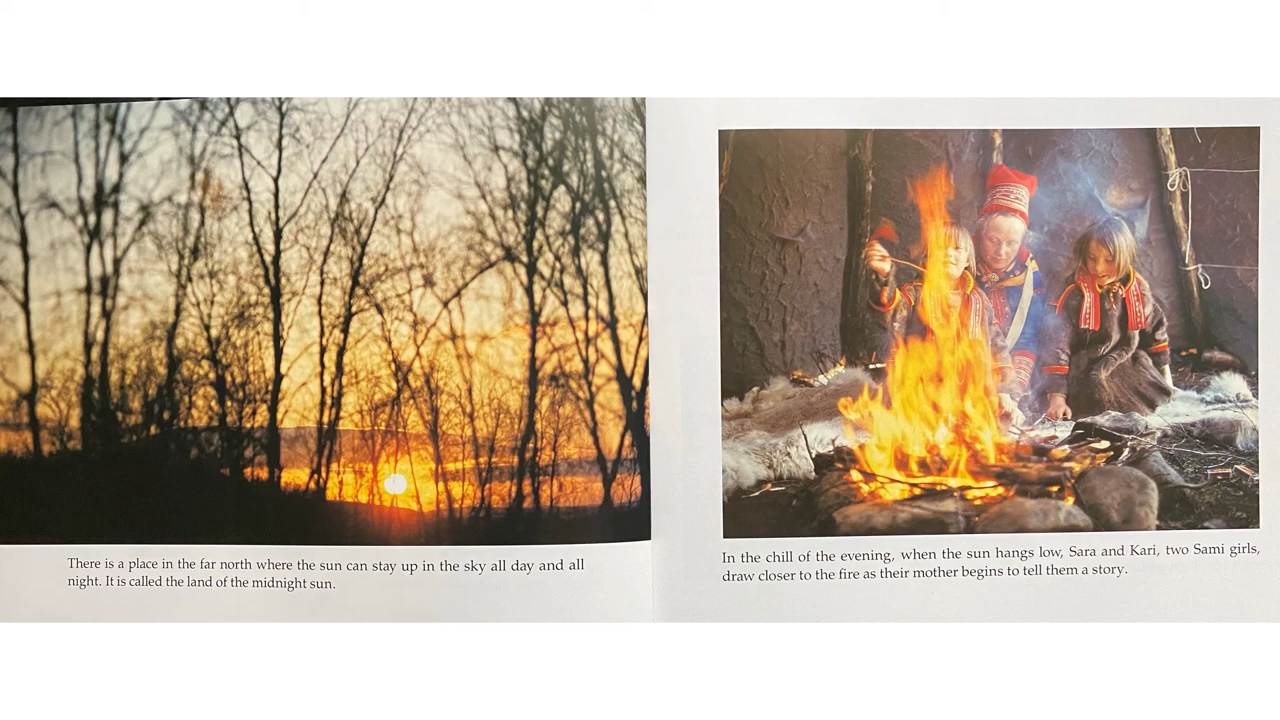 There is a place in the far north where the sun can stay up in the sky all day and all
night. It is called the land of the midnight sun.
In the chill of the evening, when the sun hangs low, Sara and Kari, two Sami girls,
draw closer to the fire as their mother begins to tell them a story.